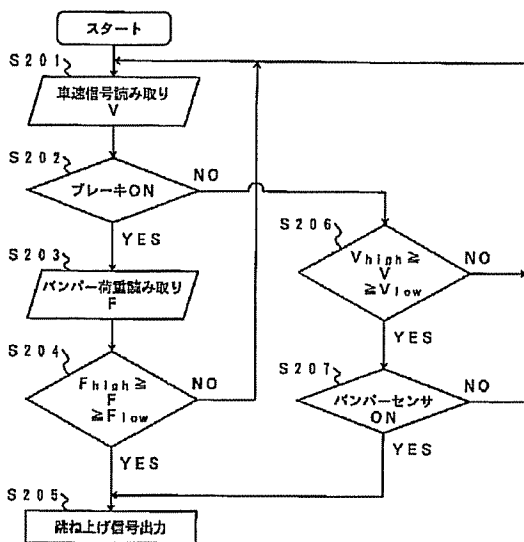 スタート
S201
車速信号読み取り
V
S202
ブレーキON
NO
YES
S203
バンパー荷重読み取り
F
S204
Fhigh≧
F
≧Flow
NO
YES
S205
跳ね上げ信号出力
S206
Vhigh≧
V
≧Vlow
NO
YES
S207
バンパーセンサ
ON
NO
YES